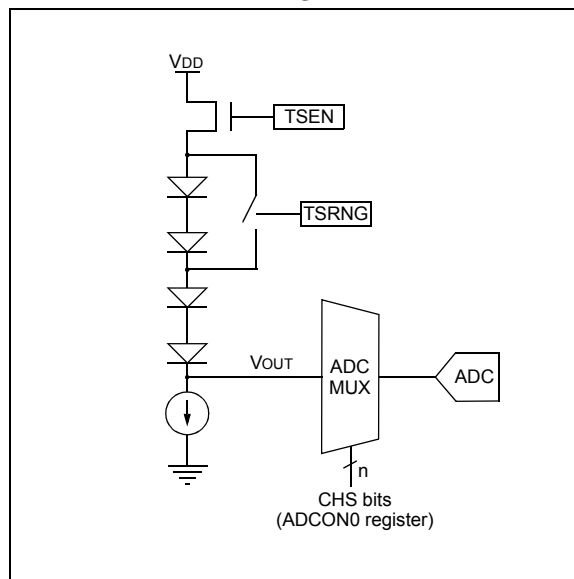 VDD
TSEN
TSRNG
VOUT
ADC
MUX
ADC
n
CHS bits
(ADCON0 register)